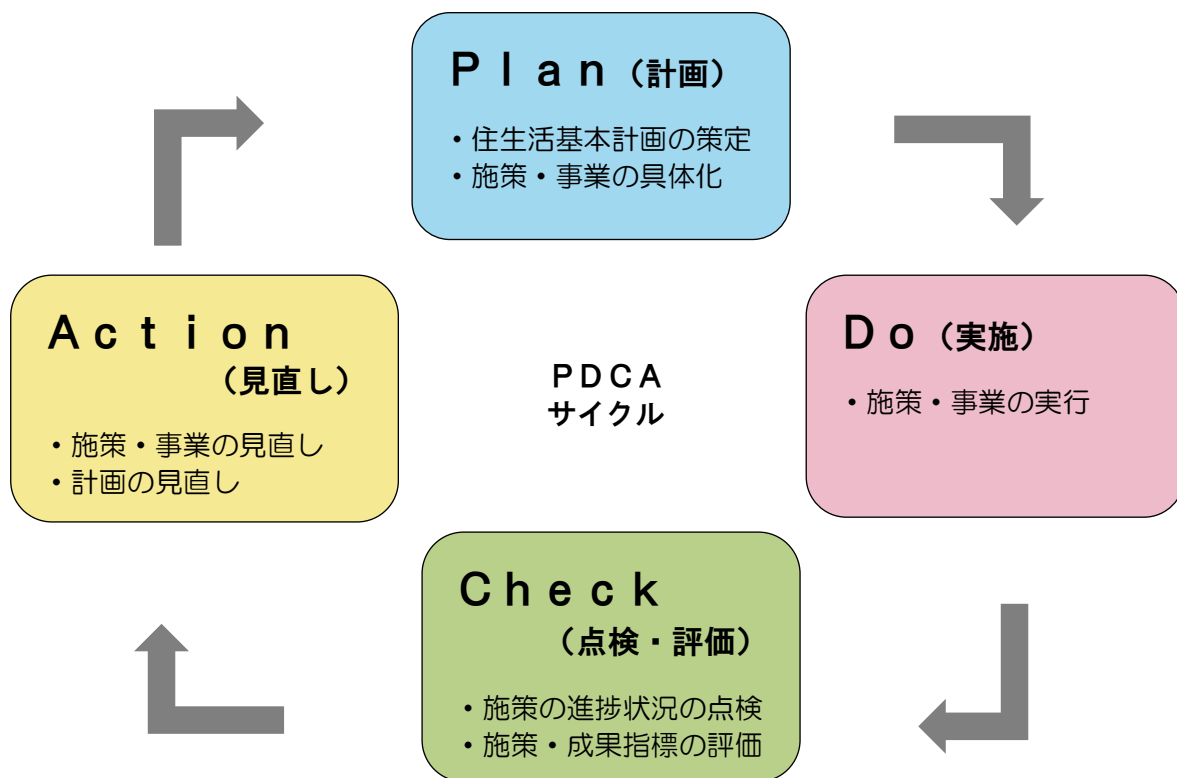 Ｐｌａｎ（計画）
・住生活基本計画の策定
・施策・事業の具体化
Ｄｏ（実施）
・施策・事業の実行
Ｃｈｅｃｋ
（点検・評価）
・施策の進捗状況の点検
・施策・成果指標の評価
Ａｃｔｉｏｎ
（見直し）
・施策・事業の見直し
・計画の見直し
ＰＤＣＡ
サイクル